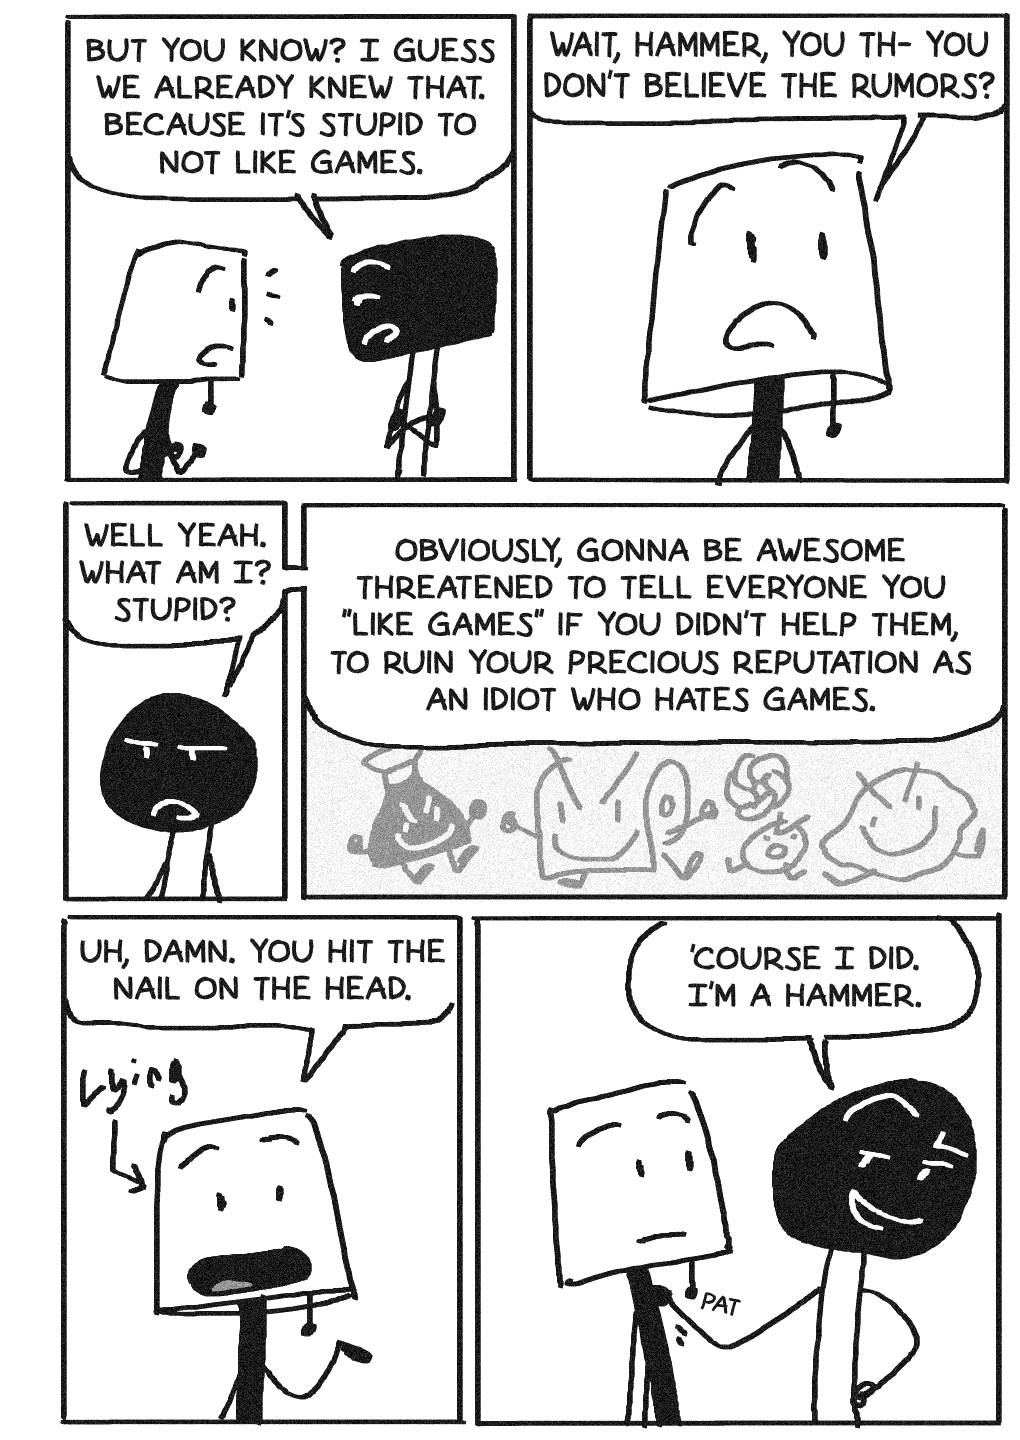 BUT YOU KNOW? I GUESS
WE ALREADY KNEW THAT.
BECAUSE IT'S STUPID TO
NOT LIKE GAMES.
WAIT, HAMMER, YOU TH- YOU
DON'T BELIEVE THE RUMORS?
WELL YEAH.
WHAT AM I?
STUPID?
OBVIOUSLY, GONNA BE AWESOME
THREATENED TO TELL EVERYONE YOU
"LIKE GAMES" IF YOU DIDN'T HELP THEM,
TO RUIN YOUR PRECIOUS REPUTATION AS
AN IDIOT WHO HATES GAMES.
UH, DAMN. YOU HIT THE
NAIL ON THE HEAD.
Lying
'COURSE I DID.
I'M A HAMMER.
PAT